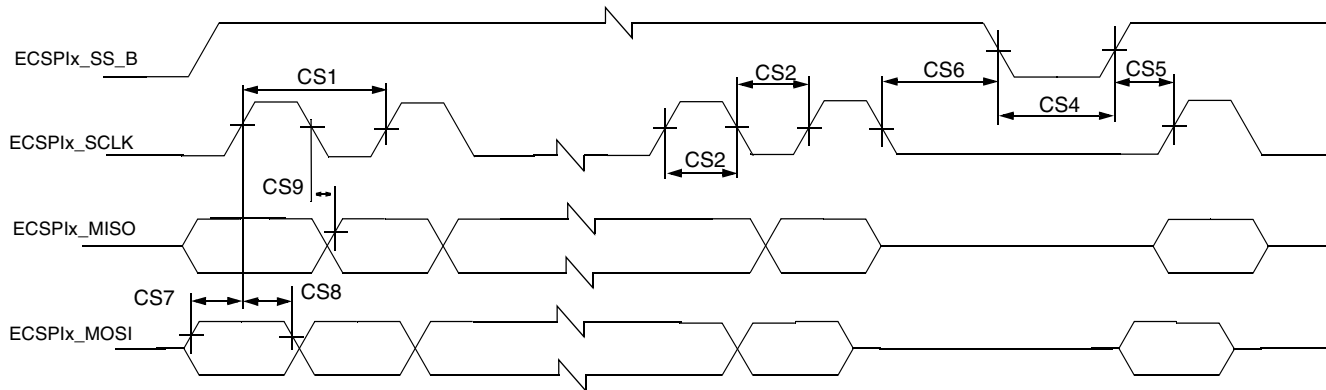 ECSPIx_SS_B
CS1
CS2
CS6
CS5
CS4
ECSPIx_SCLK
CS2
CS9
ECSPIx_MISO
CS7
CS8
ECSPIx_MOSI